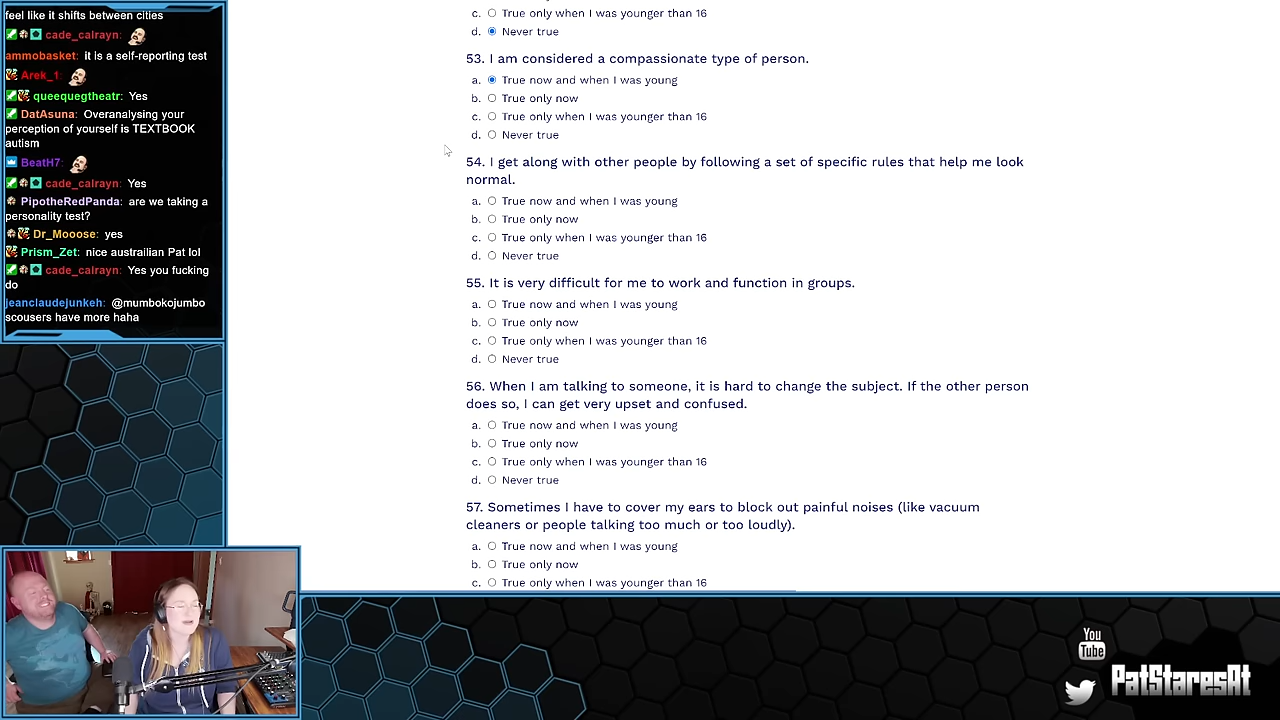 feel like it shifts between cities
cade_calrayn:
ammobasket: it is a self-reporting test
Arek_1:
queequegtheatr: Yes
DatAsuna: Overanalysing your
perception of yourself is TEXTBOOK
autism
BeatH7:
cade_calrayn: Yes
PipotheRedPanda: are we taking a
personality test?
Dr_Mooose: yes
Prism_Zet: nice austrailian Pat lol
cade_calrayn: Yes you fucking
do
jeanclaudejunkeh: @mumbokojumbo
scousers have more haha
c. True only when I was younger than 16
d. Never true
53. I am considered a compassionate type of person.
a. True now and when I was young
b. True only now
c. True only when I was younger than 16
d. Never true
54. I get along with other people by following a set of specific rules that help me look
normal.
a. True now and when I was young
b. True only now
c. True only when I was younger than 16
d. Never true
55. It is very difficult for me to work and function in groups.
a. True now and when I was young
b. True only now
c. True only when I was younger than 16
d. Never true
56. When I am talking to someone, it is hard to change the subject. If the other person
does so, I can get very upset and confused.
a. True now and when I was young
b. True only now
c. True only when I was younger than 16
d. Never true
57. Sometimes I have to cover my ears to block out painful noises (like vacuum
cleaners or people talking too much or too loudly).
a. True now and when I was young
b. True only now
c. True only when I was younger than 16
You
Tube
PatStaresAt